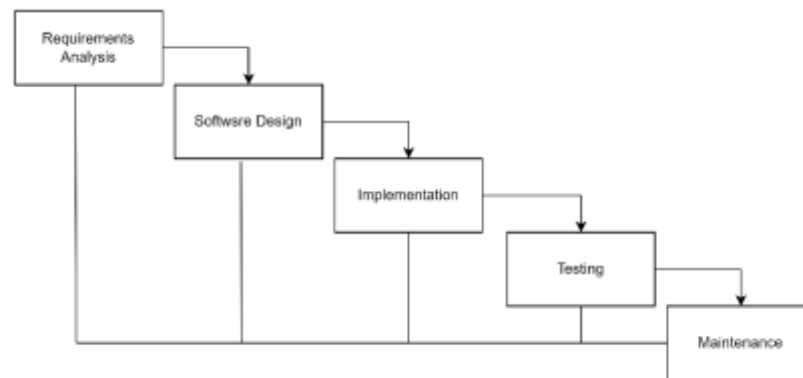 Requirements
Analysis
Software Design
Implementation
Testing
Maintenance